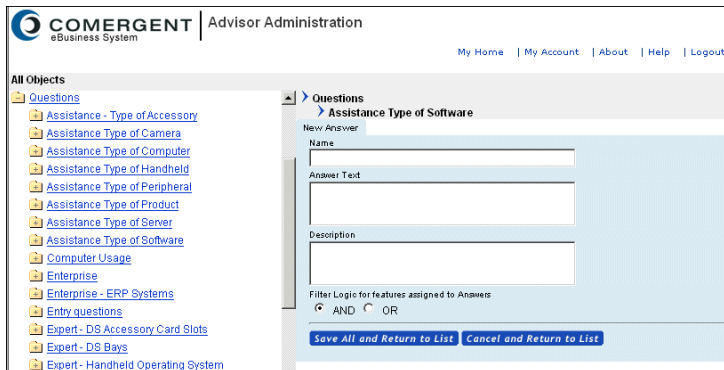 COMERGENT
eBusiness System
Advisor Administration
My Home | My Account | About | Help | Logout
All Objects
Questions
Assistance - Type of Accessory
Assistance Type of Camera
Assistance Type of Computer
Assistance Type of Handheld
Assistance Type of Peripheral
Assistance Type of Product
Assistance Type of Server
Assistance Type of Software
Computer Usage
Enterprise
Enterprise - ERP Systems
Entry questions
Expert - DS Accessory Card Slots
Expert - DS Bays
Expert - Handheld Operating System
Questions
Assistance Type of Software
New Answer
Name
Answer Text
Description
Filter Logic for features assigned to Answers
AND OR
Save All and Return to List Cancel and Return to List